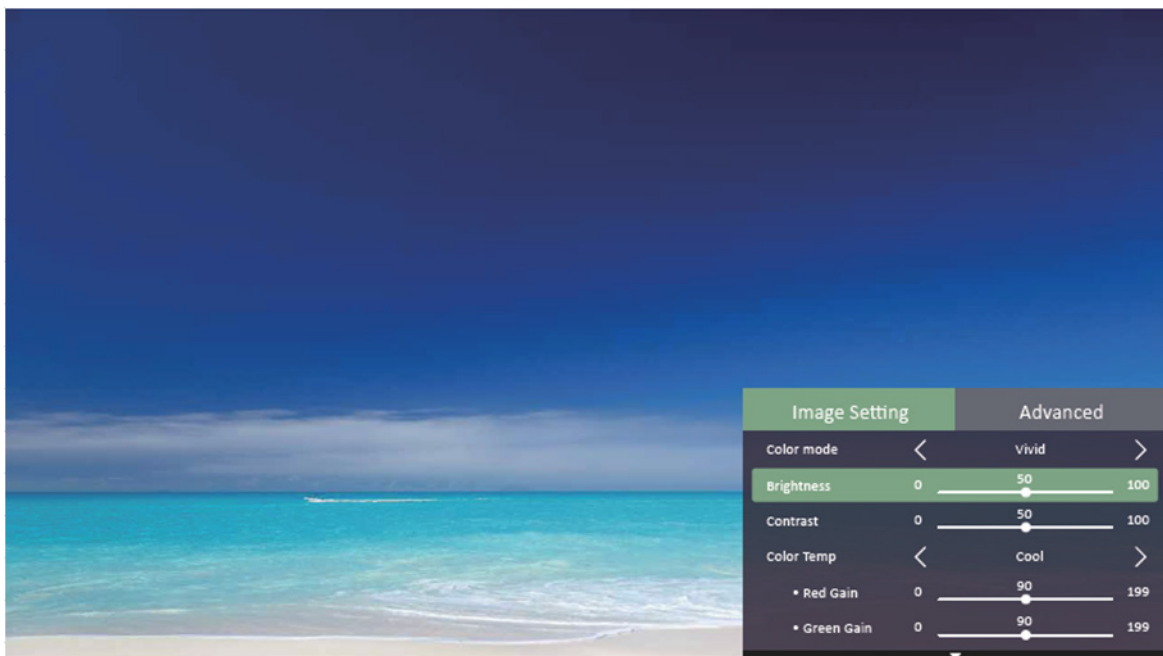 Image Setting Advanced
Color mode Vivid
Brightness 0 50 100
Contrast 0 50 100
Color Temp Cool
• Red Gain 0 90 199
• Green Gain 0 90 199